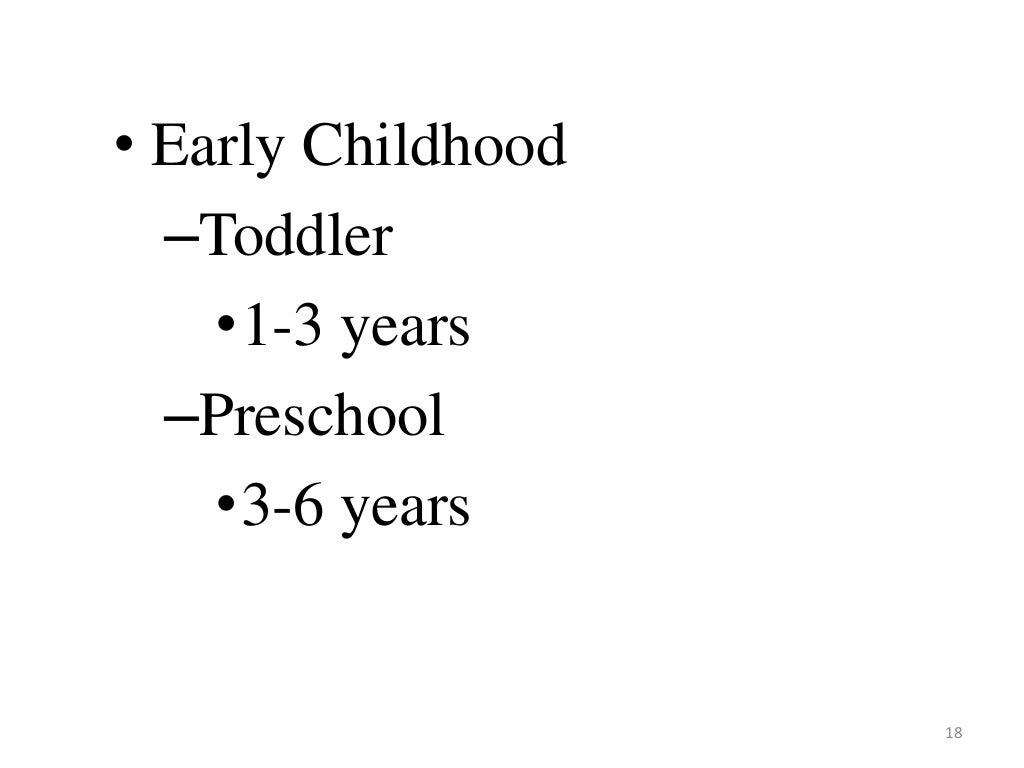 • Early Childhood
–Toddler
•1-3 years
–Preschool
•3-6 years
18